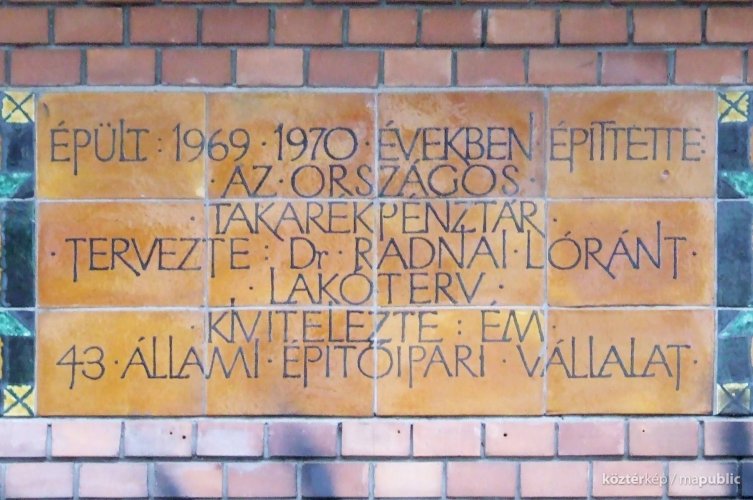 ÉPÜLT : 1969 · 1970 · ÉVEKBEN ÉPITTETTE:
· AZ · ORSZÁGOS ·
· TAKARÉKPÉNZTÁR ·
· TERVEZTE : Dr · RADNAI · LÓRÁNT ·
· LAKÓTERV ·
· KIVITELEZTE : ÉM ·
43 · ÁLLAMI · ÉPITŐIPARI · VÁLLALAT ·
köztérkép / mapublic